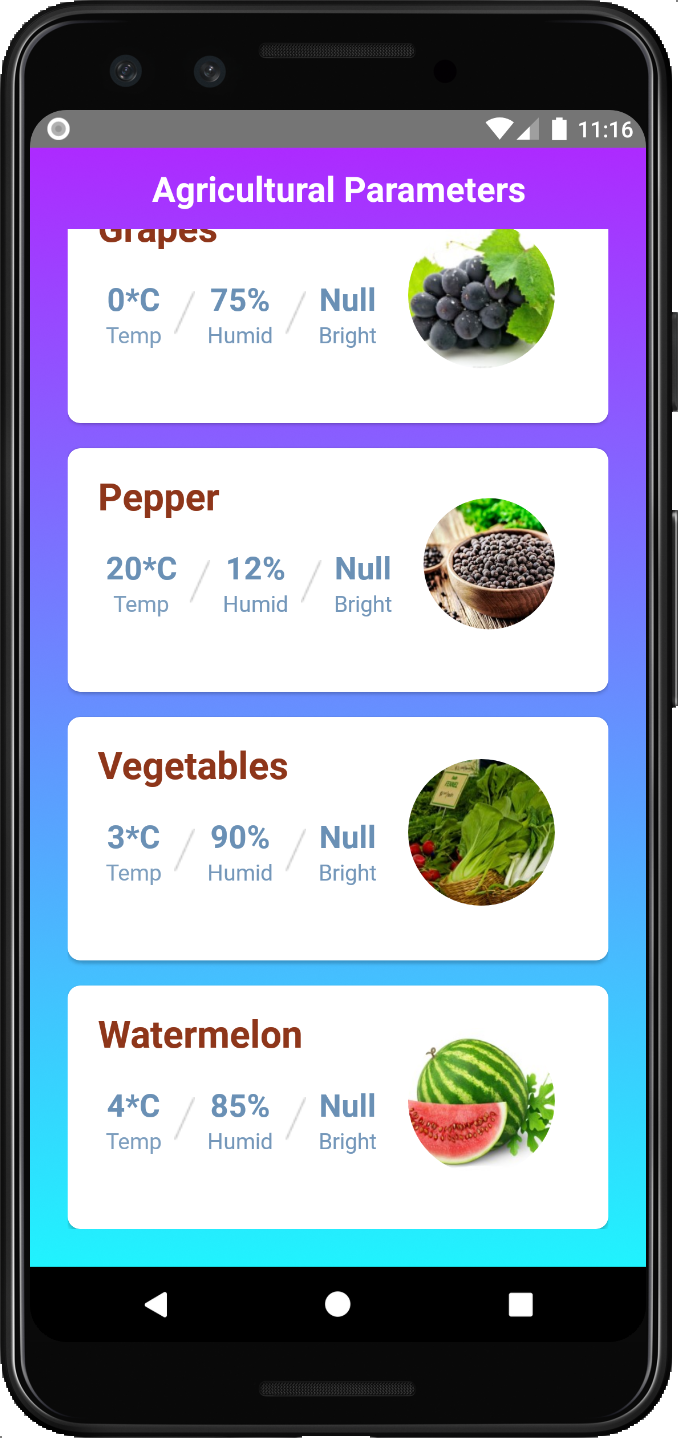 11:16
Agricultural Parameters
Grapes
0*C 75% Null
Temp Humid Bright
Pepper
20*C 12% Null
Temp Humid Bright
Vegetables
3*C 90% Null
Temp Humid Bright
Watermelon
4*C 85% Null
Temp Humid Bright